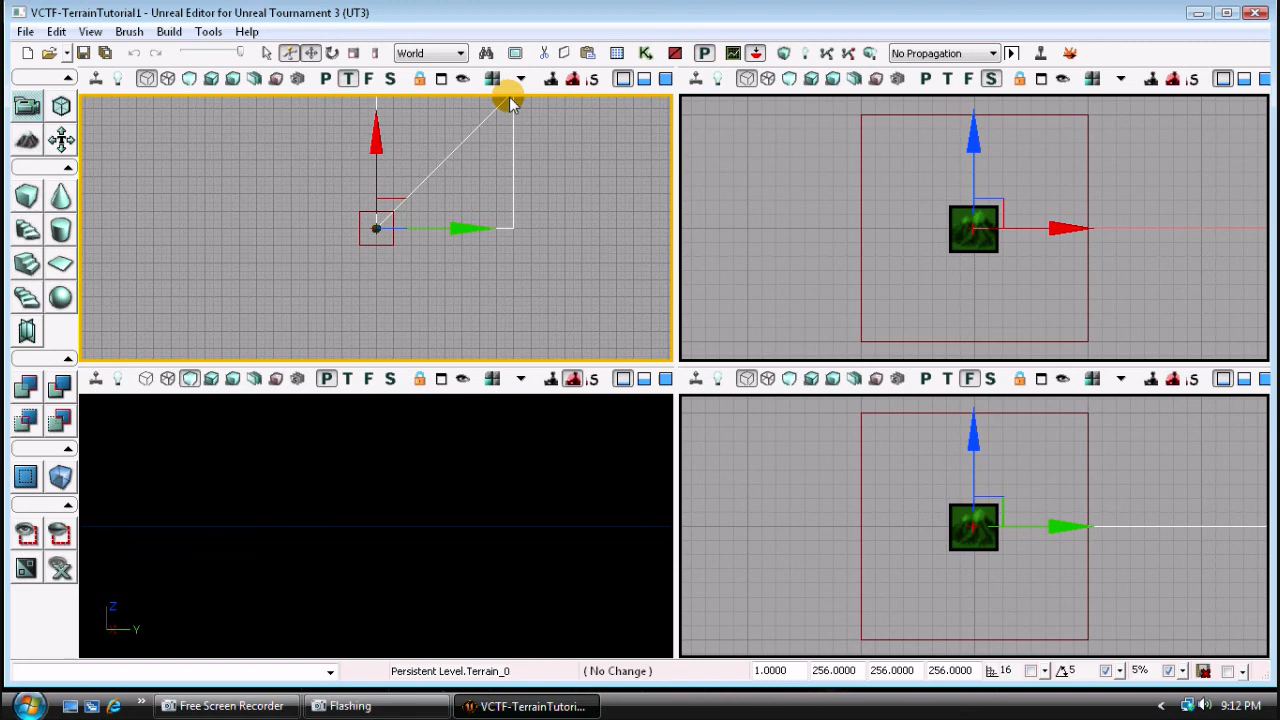 VCTF-TerrainTutorial1 - Unreal Editor for Unreal Tournament 3 (UT3)
File Edit View Brush Build Tools Help
World
P
No Propagation
P T F S
P T F S
P T F S
P T F S
Z
Y
Persistent Level.Terrain_0
( No Change )
1.0000 256.0000 256.0000 256.0000 16 5 5%
Free Screen Recorder
Flashing
VCTF-TerrainTutori...
9:12 PM